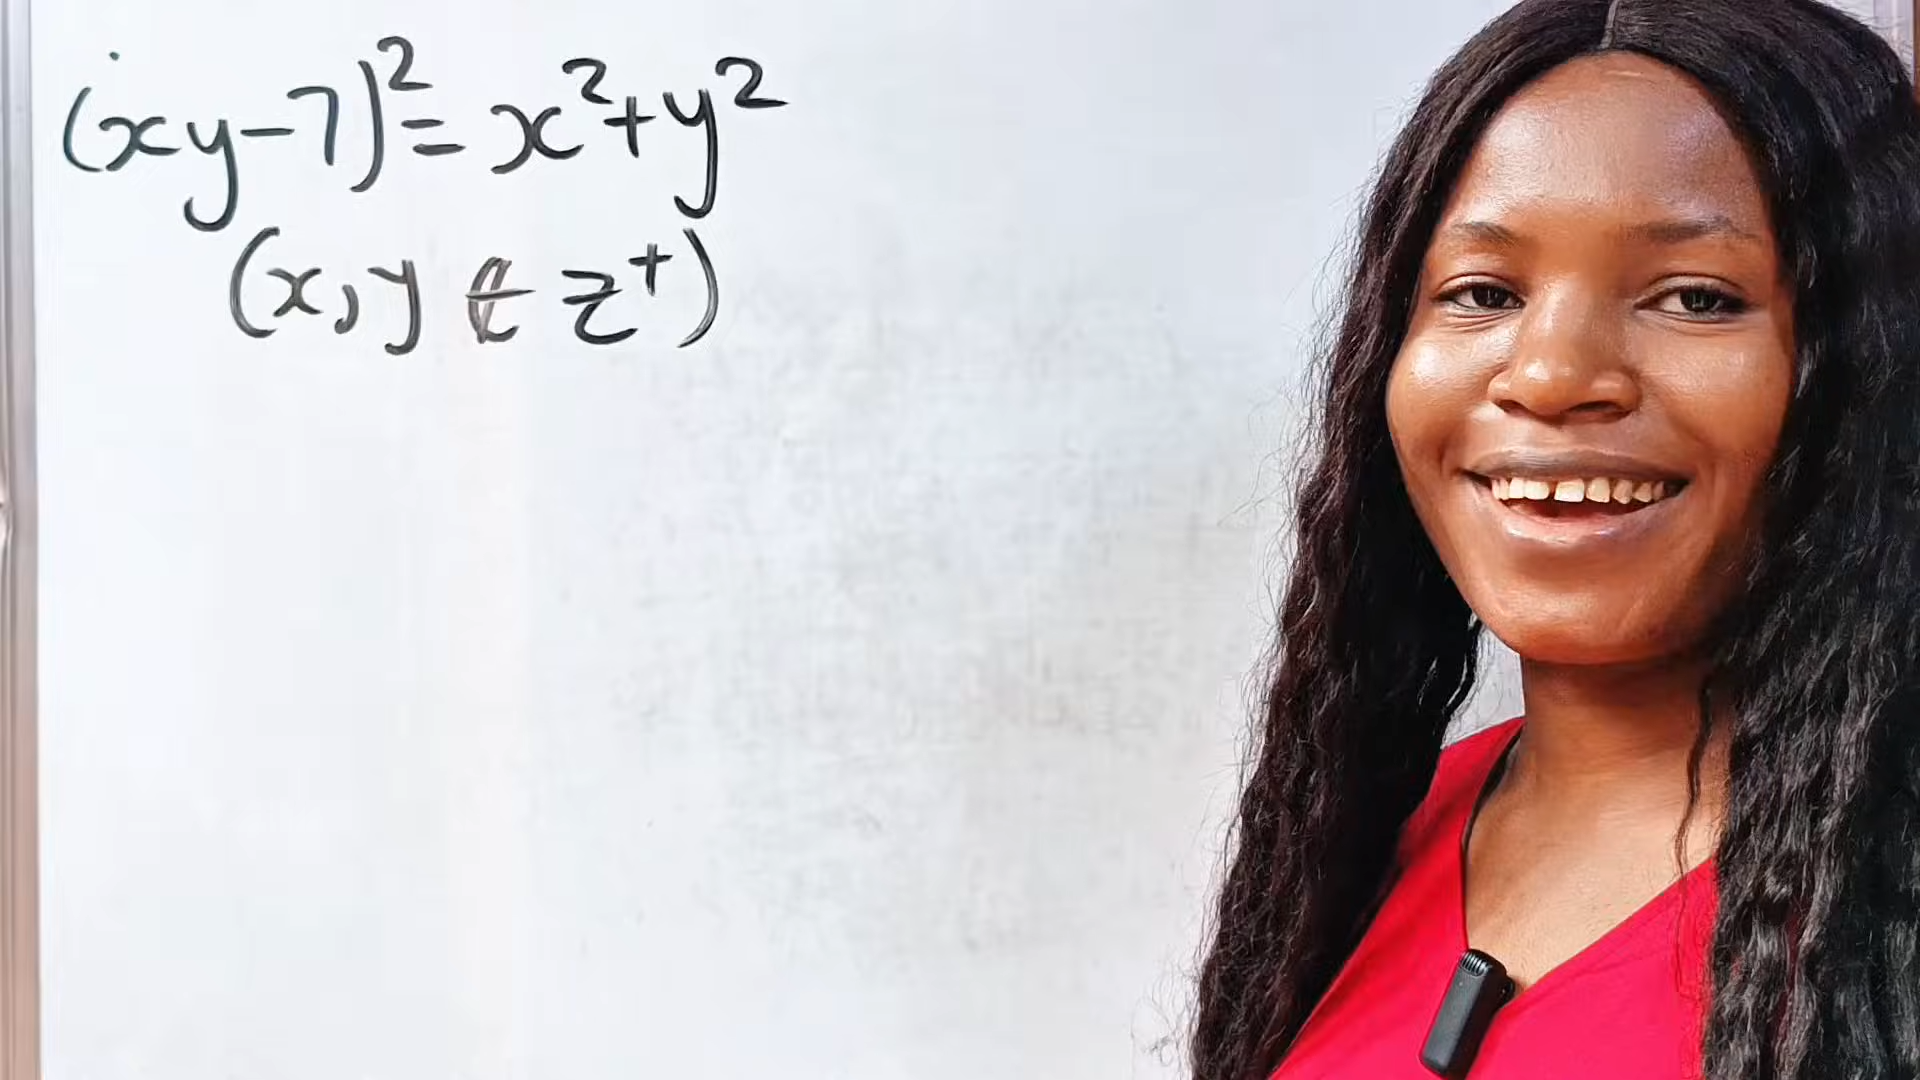 (xy-7)²=x²+y²
(x,y ∈ z⁺)